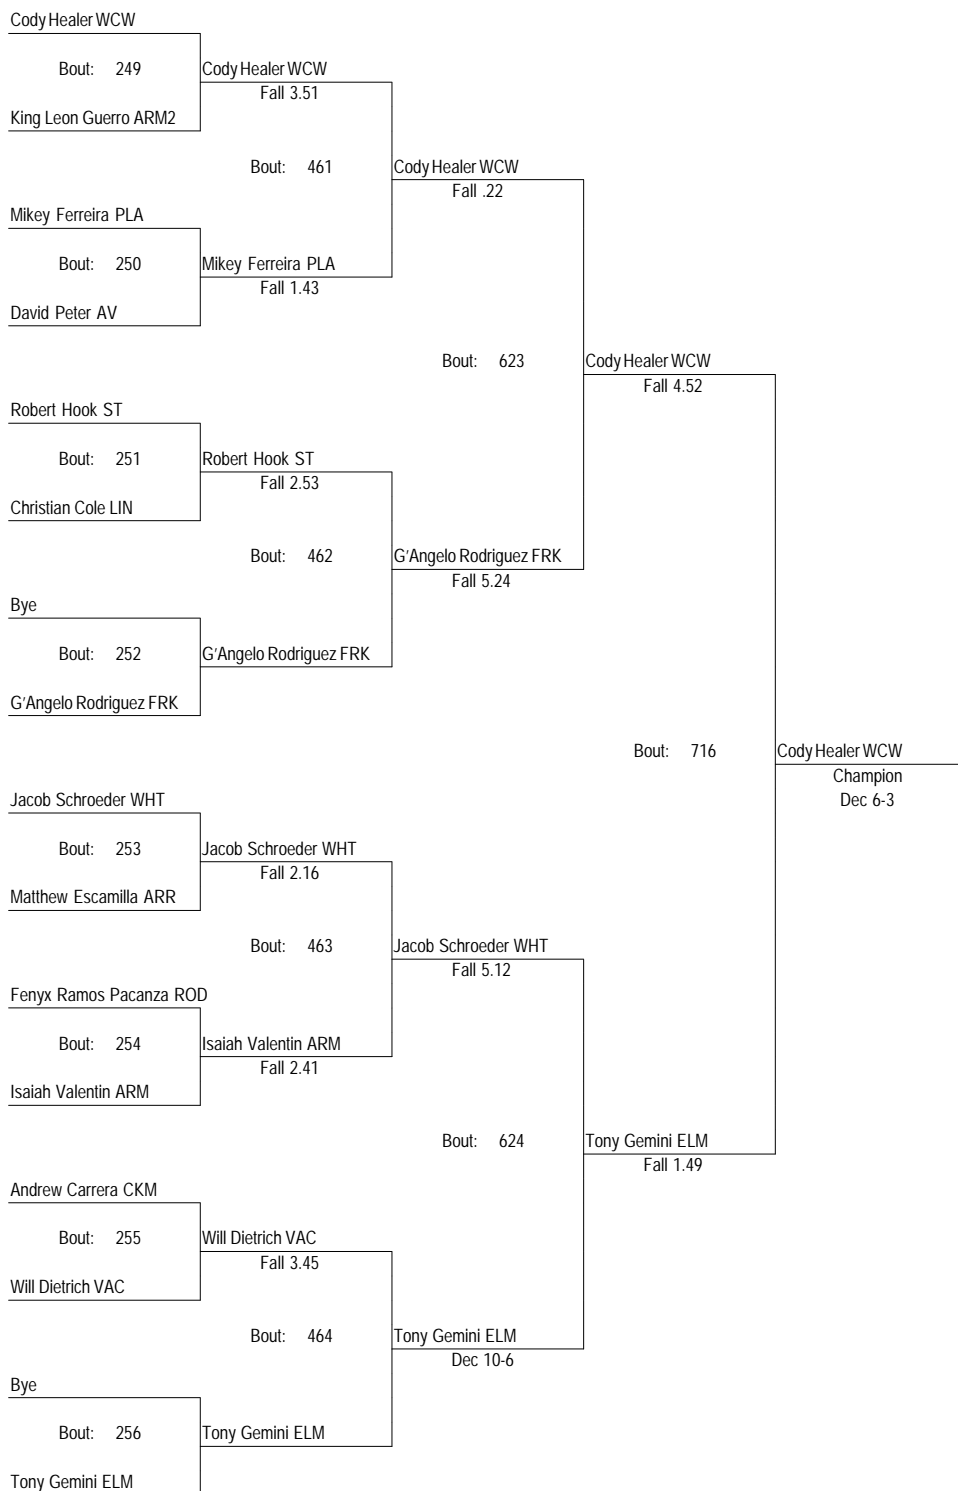 Cody Healer WCW
Bout: 249
Cody Healer WCW
Fall 3.51
King Leon Guerro ARM2
Bout: 461
Cody Healer WCW
Fall .22
Mikey Ferreira PLA
Bout: 250
Mikey Ferreira PLA
Fall 1.43
David Peter AV
Bout: 623
Cody Healer WCW
Fall 4.52
Robert Hook ST
Bout: 251
Robert Hook ST
Fall 2.53
Christian Cole LIN
Bout: 462
G'Angelo Rodriguez FRK
Fall 5.24
Bye
Bout: 252
G'Angelo Rodriguez FRK
G'Angelo Rodriguez FRK
Bout: 716
Cody Healer WCW
Champion
Dec 6-3
Jacob Schroeder WHT
Bout: 253
Jacob Schroeder WHT
Fall 2.16
Matthew Escamilla ARR
Bout: 463
Jacob Schroeder WHT
Fall 5.12
Fenyx Ramos Pacanza ROD
Bout: 254
Isaiah Valentin ARM
Fall 2.41
Isaiah Valentin ARM
Bout: 624
Tony Gemini ELM
Fall 1.49
Andrew Carrera CKM
Bout: 255
Will Dietrich VAC
Fall 3.45
Will Dietrich VAC
Bout: 464
Tony Gemini ELM
Dec 10-6
Bye
Bout: 256
Tony Gemini ELM
Tony Gemini ELM